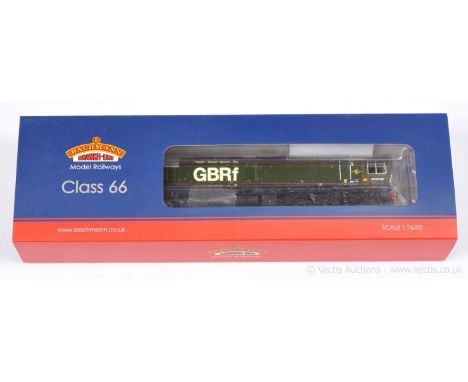 BACHMANN
BRANCH-LINE
Model Railways
Class 66
GBRf
GBRf
www.bachmann.co.uk
SCALE 1:76/00
© Vectis Auctions - www.vectis.co.uk